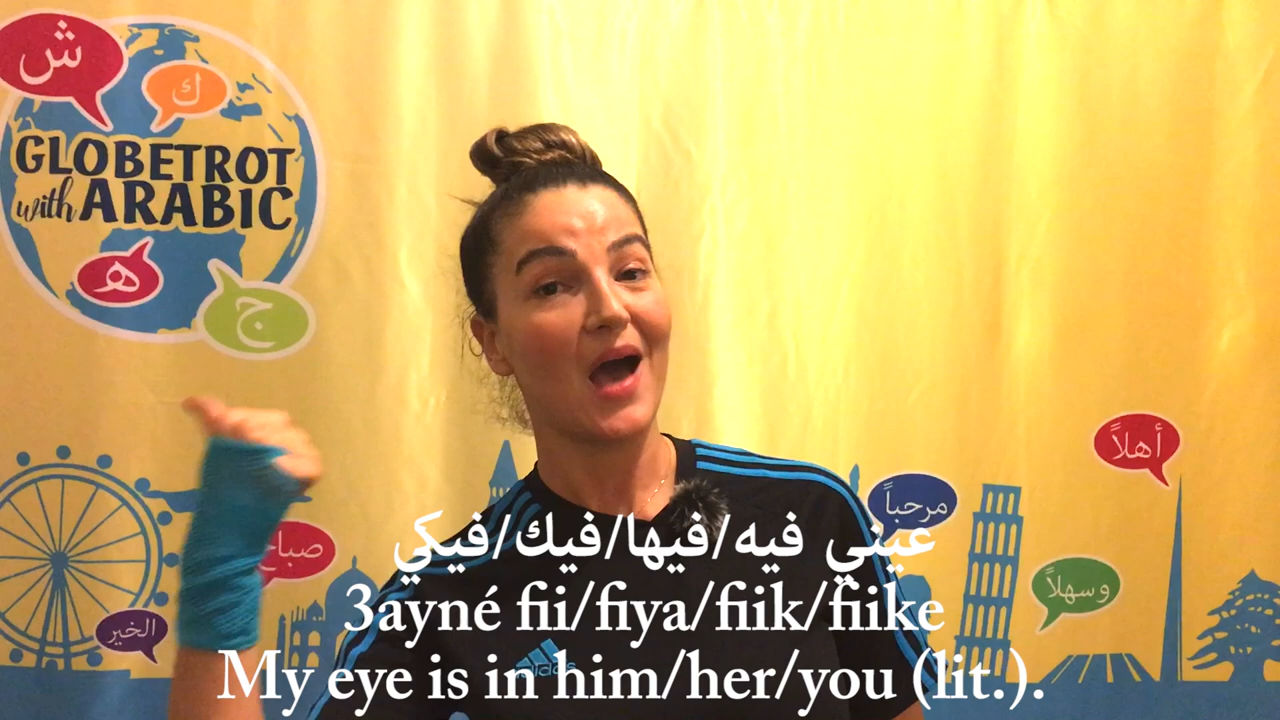 ش
ك
GLOBETROT
with ARABIC
ه
ج
أهلاً
مرحباً
وسهلاً
صباح
الخير
عيني فيه/فيها/فيك/فيكي
3ayné fii/fiya/fiik/fiike
adidas
My eye is in him/her/you (lit.).